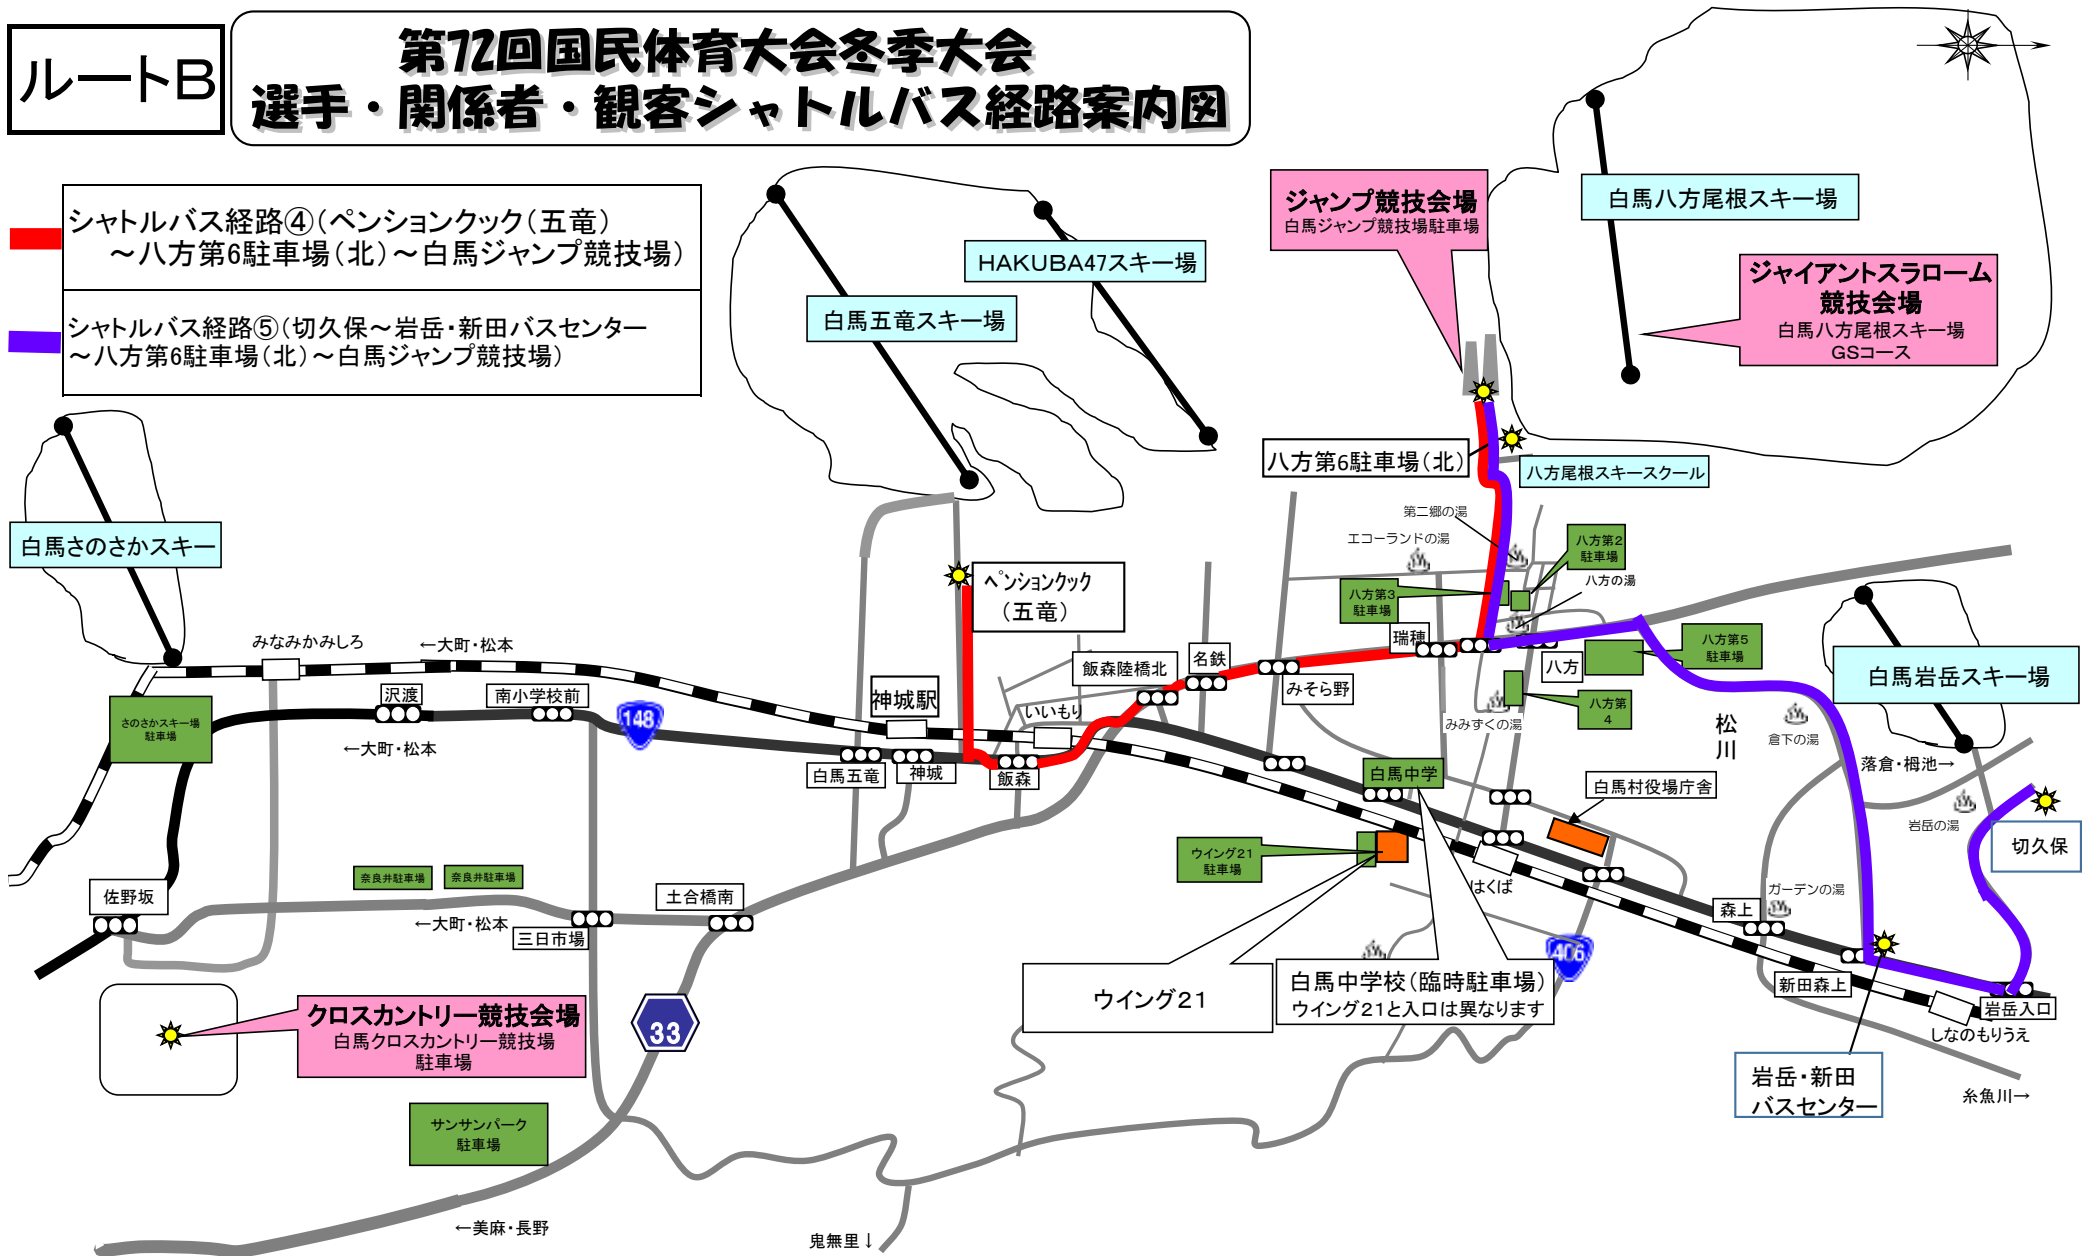 ルートB
第72回国民体育大会冬季大会
選手・関係者・観客シャトルバス経路案内図
シャトルバス経路④(ペンションクック(五竜)
～八方第6駐車場(北)～白馬ジャンプ競技場)
シャトルバス経路⑤(切久保～岩岳・新田バスセンター
～八方第6駐車場(北)～白馬ジャンプ競技場)
ジャンプ競技会場
白馬ジャンプ競技場駐車場
白馬八方尾根スキー場
HAKUBA47スキー場
白馬五竜スキー場
ジャイアントスラローム
競技会場
白馬八方尾根スキー場
GSコース
八方第6駐車場(北)
八方尾根スキースクール
白馬さのさかスキー
第二郷の湯
エコーランドの湯
八方第2
駐車場
八方の湯
八方第3
駐車場
ペンションクック
(五竜)
みなみかみしろ
←大町・松本
瑞穂
八方
八方第5
駐車場
八方第
4
飯森陸橋北
名鉄
みそら野
みみずくの湯
白馬岩岳スキー場
さのさかスキー場
駐車場
沢渡
南小学校前
148
神城駅
いいもり
松川
倉下の湯
落倉・栂池→
←大町・松本
白馬五竜
神城
飯森
白馬中学
白馬村役場庁舎
岩岳の湯
切久保
ウイング21
駐車場
はくば
佐野坂
奈良井駐車場
奈良井駐車場
土合橋南
←大町・松本
三日市場
ガーデンの湯
森上
406
新田森上
岩岳入口
しなのもりうえ
ウイング21
白馬中学校(臨時駐車場)
ウイング21と入口は異なります
クロスカントリー競技会場
白馬クロスカントリー競技場
駐車場
33
岩岳・新田
バスセンター
糸魚川→
サンサンパーク
駐車場
←美麻・長野
鬼無里↓